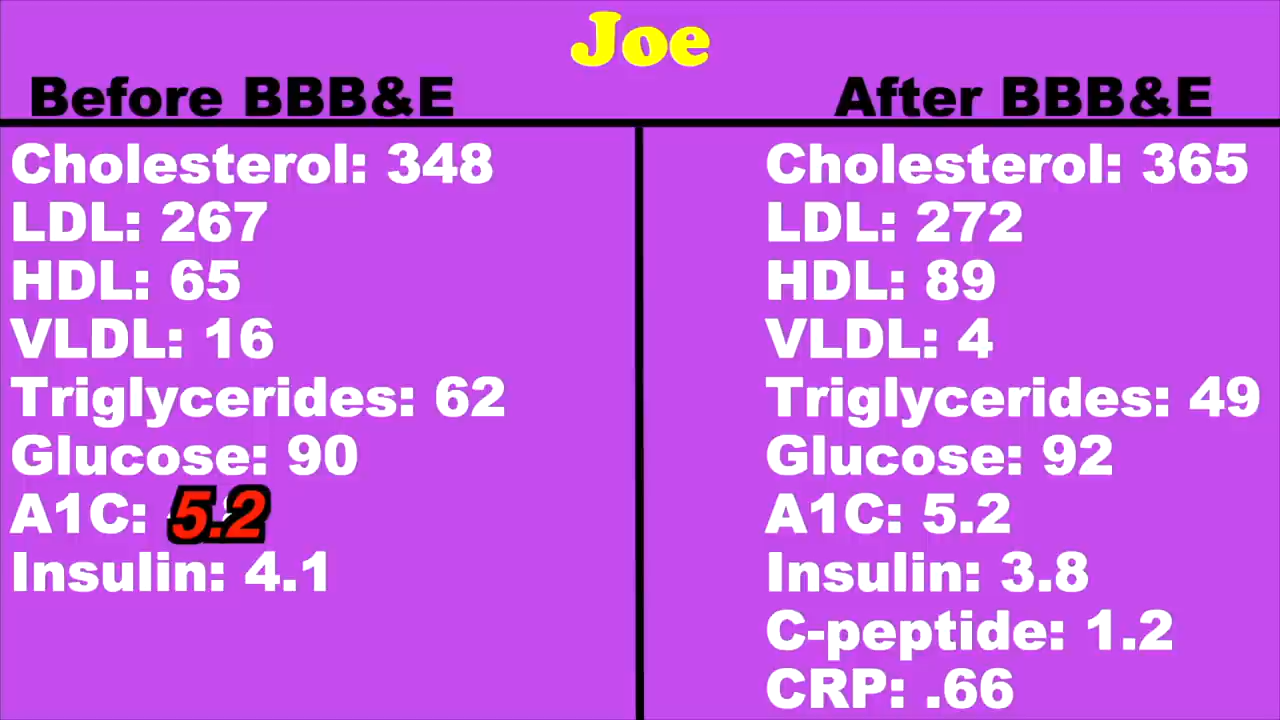 Joe
Before BBB&E
After BBB&E
Cholesterol: 348
LDL: 267
HDL: 65
VLDL: 16
Triglycerides: 62
Glucose: 90
A1C: 5.2
Insulin: 4.1
Cholesterol: 365
LDL: 272
HDL: 89
VLDL: 4
Triglycerides: 49
Glucose: 92
A1C: 5.2
Insulin: 3.8
C-peptide: 1.2
CRP: .66